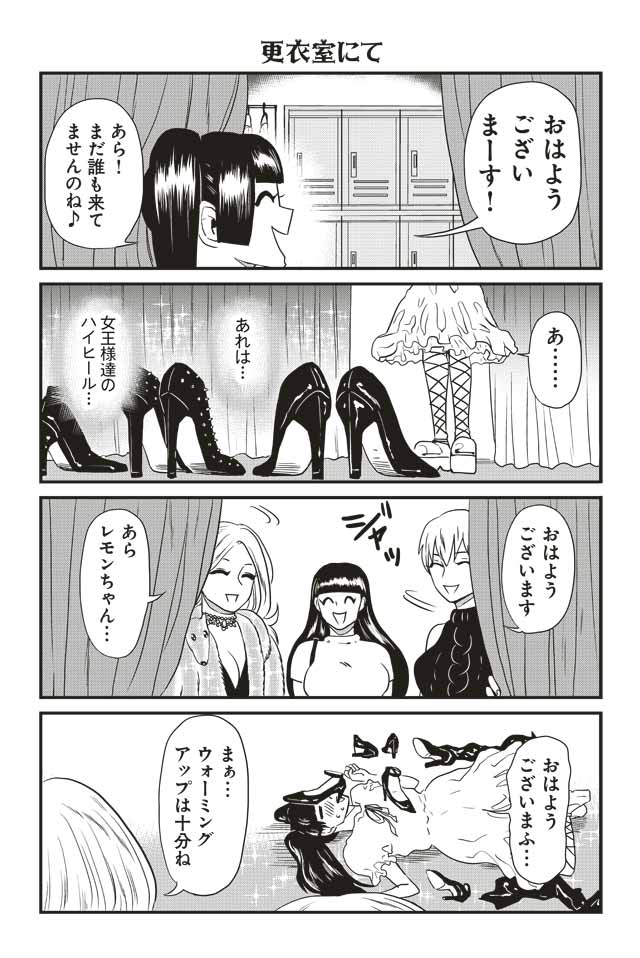 更衣室にて
おはよう
ござい
まーす！
あら！
まだ誰も来て
ませんのね♪
あ……
あれは…
女王様達の
ハイヒール…
おはよう
ございます
ジャッ
あら
レモンちゃん…
おはよう
ございまふ…
まぁ…
ウォーミング
アップは十分ね